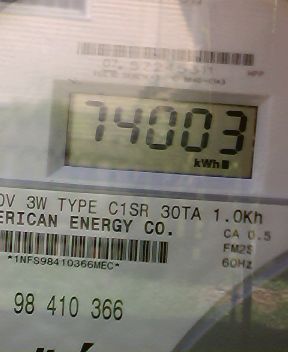 74003
kWh
0V 3W TYPE C1SR 30TA 1.0Kh
ERICAN ENERGY CO.
CA 0.5
FM2S
*1NFS98410366MEC*
60Hz
98 410 366